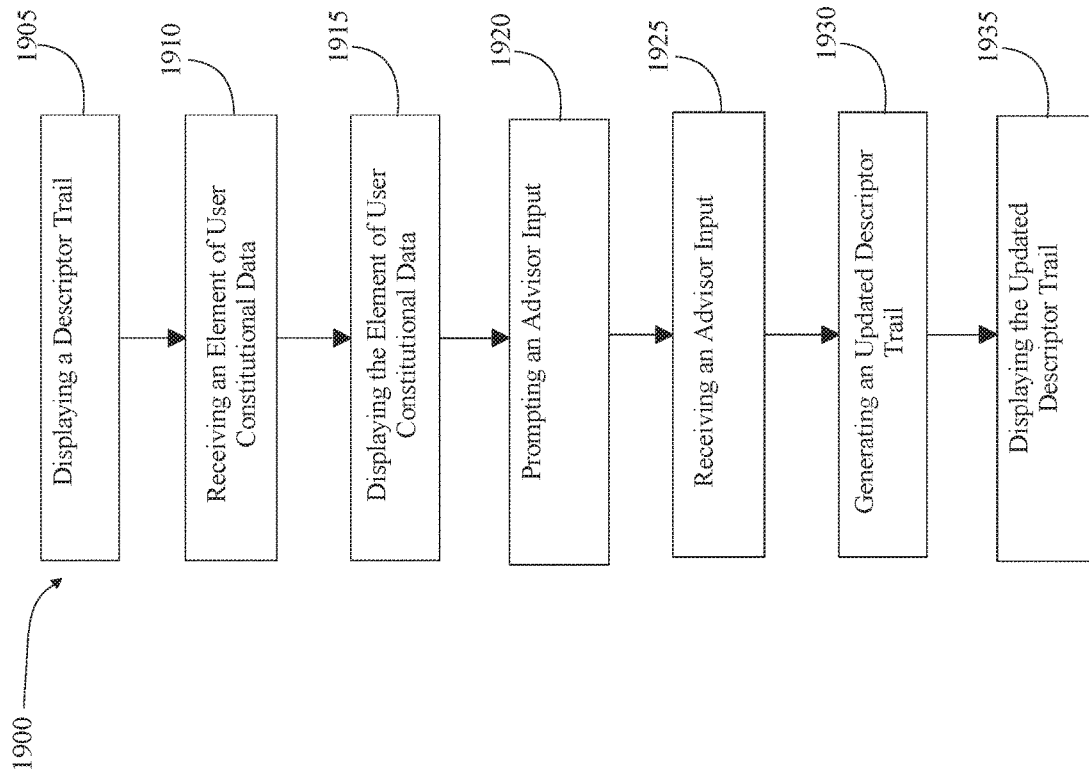 1900
Displaying a Descriptor Trail
1905
Receiving an Element of User
Constitutional Data
1910
Displaying the Element of User
Constitutional Data
1915
Prompting an Advisor Input
1920
Receiving an Advisor Input
1925
Generating an Updated Descriptor
Trail
1930
Displaying the Updated
Descriptor Trail
1935